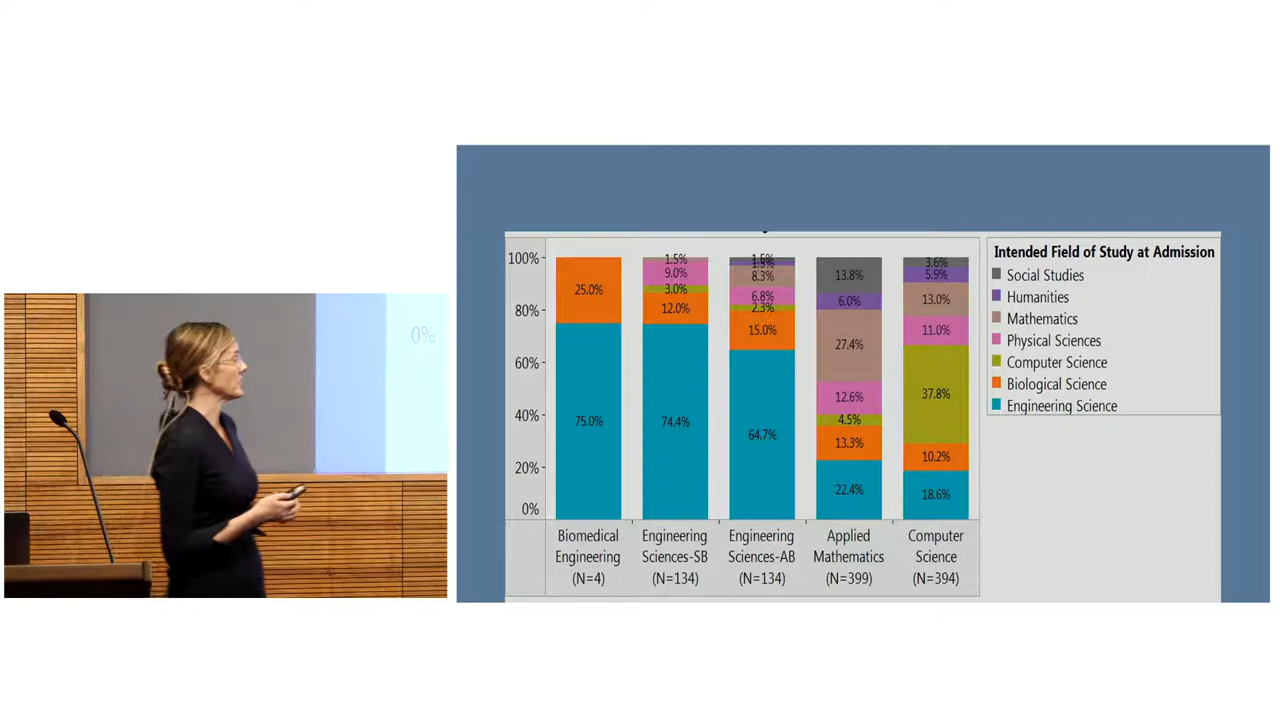 0%
100%
80%
60%
40%
20%
0%
25.0%
75.0%
1.5%
9.0%
3.0%
12.0%
74.4%
1.5%
8.3%
6.8%
2.3%
15.0%
64.7%
13.8%
6.0%
27.4%
12.6%
4.5%
13.3%
22.4%
3.6%
5.9%
13.0%
11.0%
37.8%
10.2%
18.6%
Biomedical
Engineering
(N=4)
Engineering
Sciences-SB
(N=134)
Engineering
Sciences-AB
(N=134)
Applied
Mathematics
(N=399)
Computer
Science
(N=394)
Intended Field of Study at Admission
Social Studies
Humanities
Mathematics
Physical Sciences
Computer Science
Biological Science
Engineering Science